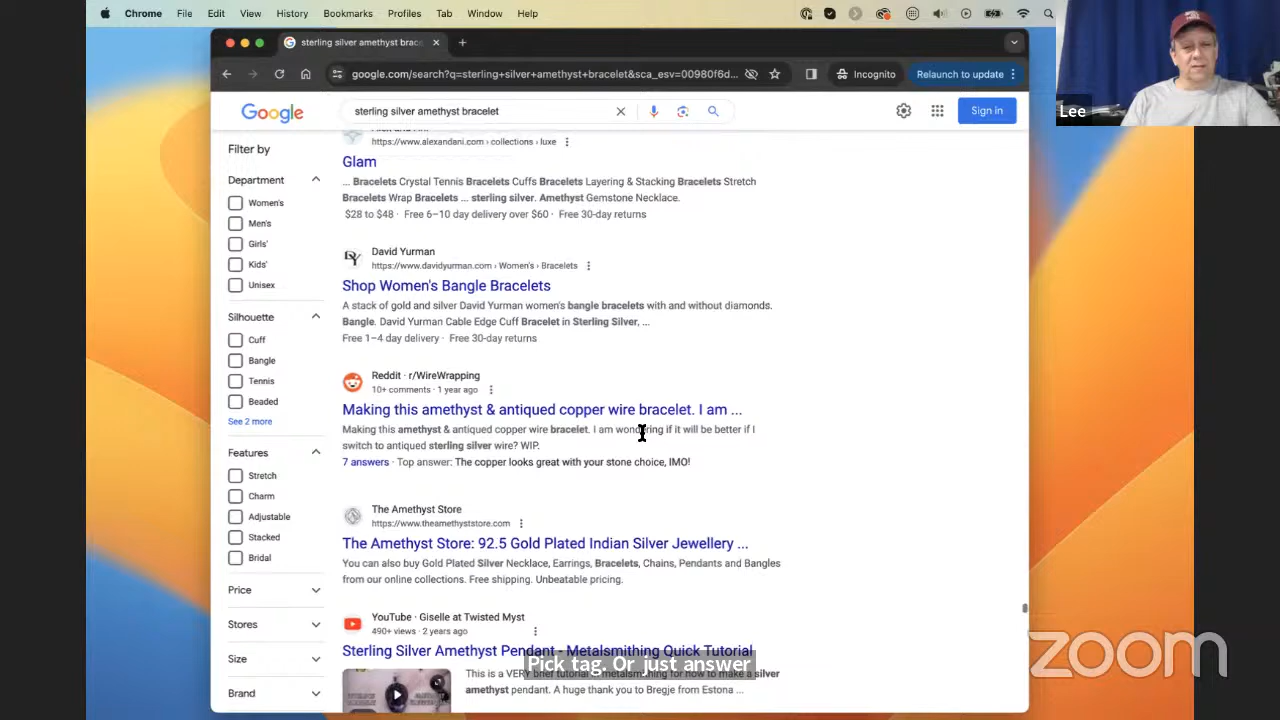 Chrome File Edit View History Bookmarks Profiles Tab Window Help
sterling silver amethyst brac
google.com/search?q=sterling+silver+amethyst+bracelet&sca_esv=00980f6d... Incognito Relaunch to update
Google sterling silver amethyst bracelet Sign in
Lee
Filter by
Department
Women's
Men's
Girls'
Kids'
Unisex
Silhouette
Cuff
Bangle
Tennis
Beaded
See 2 more
Features
Stretch
Charm
Adjustable
Stacked
Bridal
Price
Stores
Size
Brand
https://www.alexandani.com › collections › luxe
Glam
... Bracelets Crystal Tennis Bracelets Cuffs Bracelets Layering & Stacking Bracelets Stretch
Bracelets Wrap Bracelets ... sterling silver. Amethyst Gemstone Necklace.
$28 to $48 · Free 6–10 day delivery over $60 · Free 30-day returns
David Yurman
https://www.davidyurman.com › Women's › Bracelets
Shop Women's Bangle Bracelets
A stack of gold and silver David Yurman women's bangle bracelets with and without diamonds.
Bangle. David Yurman Cable Edge Cuff Bracelet in Sterling Silver, ...
Free 1–4 day delivery · Free 30-day returns
Reddit · r/WireWrapping
10+ comments · 1 year ago
Making this amethyst & antiqued copper wire bracelet. I am ...
Making this amethyst & antiqued copper wire bracelet. I am wondering if it will be better if I
switch to antiqued sterling silver wire? WIP.
7 answers · Top answer: The copper looks great with your stone choice, IMO!
The Amethyst Store
https://www.theamethyststore.com
The Amethyst Store: 92.5 Gold Plated Indian Silver Jewellery ...
You can also buy Gold Plated Silver Necklace, Earrings, Bracelets, Chains, Pendants and Bangles
from our online collections. Free shipping. Unbeatable pricing.
YouTube · Giselle at Twisted Myst
490+ views · 2 years ago
Sterling Silver Amethyst Pendant - Metalsmithing Quick Tutorial
This is a VERY brief tutorial in metalsmithing for how to make a silver
amethyst pendant. A huge thank you to Bregje from Estona ...
Pick tag. Or just answer
zoom